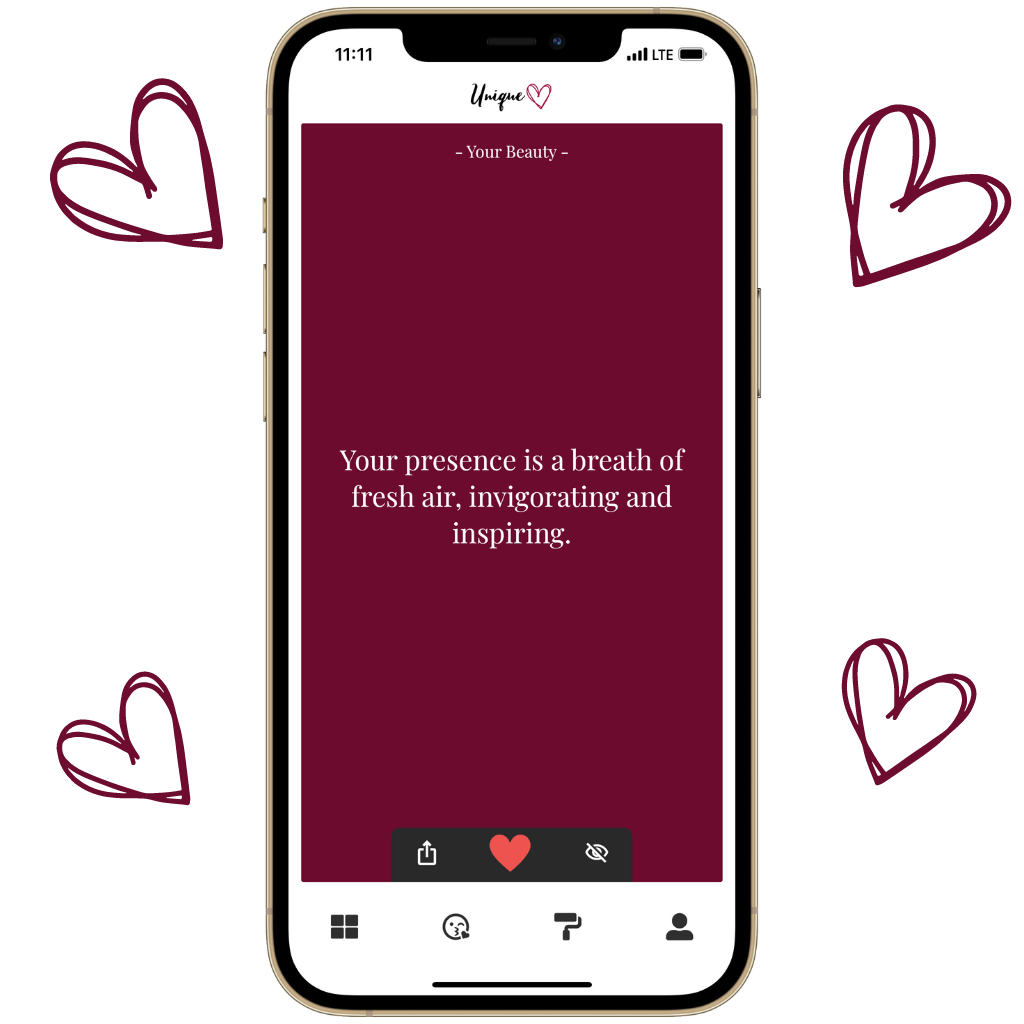 11:11 LTE
Unique
- Your Beauty -
Your presence is a breath of
fresh air, invigorating and
inspiring.